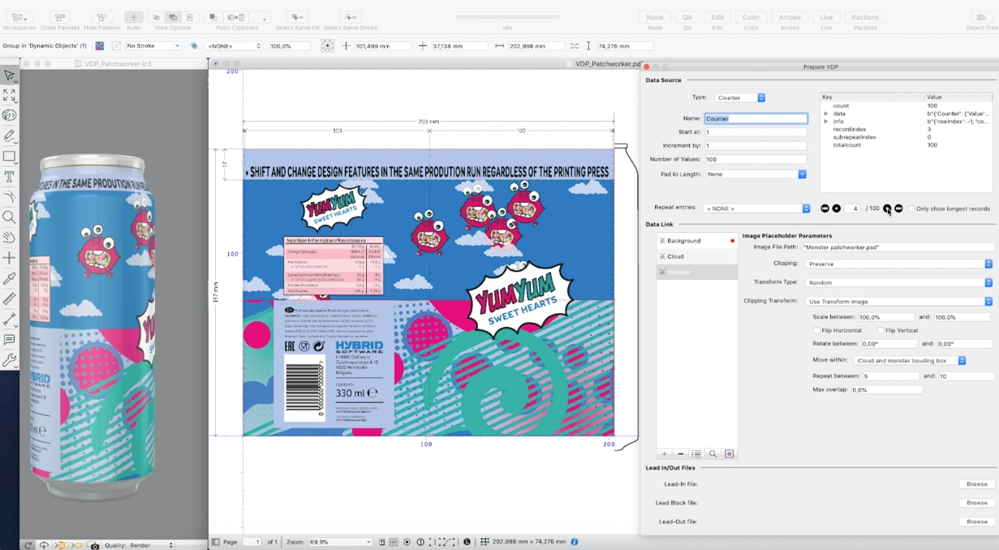 None QA Edit Color Arrows Live Pactions
Workspaces Close Palettes Hide Palettes Ruler View Options Paint Clipboard Select Same Fill Select Same Stroke Idle None QA Edit Color Arrows Live Pactions Object Tree
Group in 'Dynamic Objects' (1) No Stroke <NONE> 100,0% 101,499 mm 37,138 mm 202,998 mm 74,276 mm
VDP_Patchworker.ic3
VDP_Patchworker.pd
Prepare VDP
200
203 mm
101 100
17
157 mm
100
• SHIFT AND CHANGE DESIGN FEATURES IN THE SAME PRODUTION RUN REGARDLESS OF THE PRINTING PRESS
YUMYUM
SWEET HEARTS
Nutrition Information/Ravintoarvo
YUMYUM
SWEET HEARTS
HYBRID
SOFTWARE
HYBRID Software
Guldensporenpark 18
9820 Merelbeke
Belgium
Contents
330 ml e
100 200
Data Source
Type: Counter
Name: Counter
Start at: 1
Increment by: 1
Number of Values: 100
Pad to Length: None
Key Value
count 100
data b"{'Counter': {'Value'...
info b"{'rowindex': -1, 'co...
recordindex 3
subrepeatindex 0
totalcount 100
Repeat entries: < NONE > 4 / 100 Only show longest records
Data Link
Background
Cloud
Monster
Image Placeholder Parameters
Image File Path: "Monster patchworker.psd"
Clipping: Preserve
Transform Type: Random
Clipping Transform: Use Transform Image
Scale between: 100,0% and: 100,0%
Flip Horizontal Flip Vertical
Rotate between: 0,00° and: 0,00°
Move within: Cloud and monster bouding box
Repeat between: 5 and: 10
Max overlap: 0,0%
Lead In/Out Files
Lead-In file: Browse
Lead Block file: Browse
Lead-Out file: Browse
Quality: Render
Page 1 of 1 Zoom: 69,9% 202,998 mm × 74,276 mm